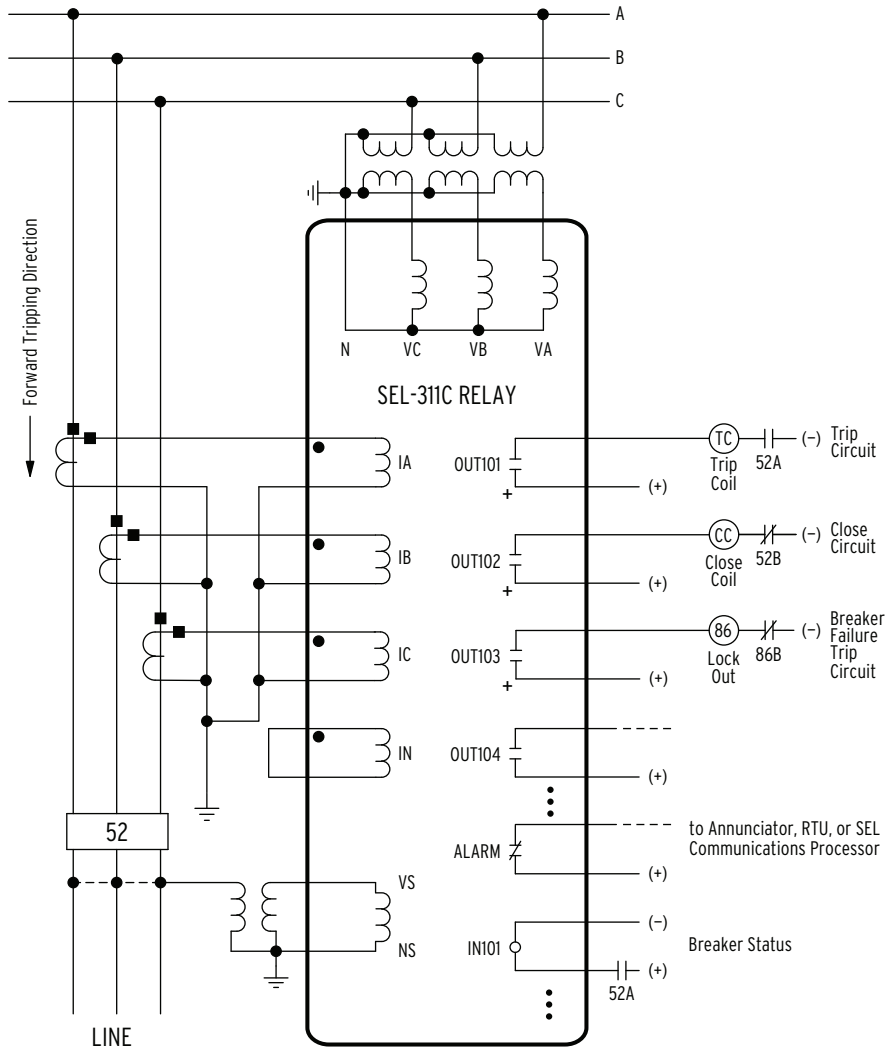 A
B
C
Forward Tripping Direction
N VC VB VA
SEL-311C RELAY
IA
OUT101
+
TC
Trip
Coil
52A
(–)
(+)
Trip
Circuit
IB
OUT102
+
CC
Close
Coil
52B
(–)
(+)
Close
Circuit
IC
OUT103
+
86
Lock
Out
86B
(–)
(+)
Breaker
Failure
Trip
Circuit
IN
OUT104
(+)
52
ALARM
(+)
to Annunciator, RTU, or SEL
Communications Processor
VS
NS
IN101
(–)
(+)
52A
Breaker Status
LINE